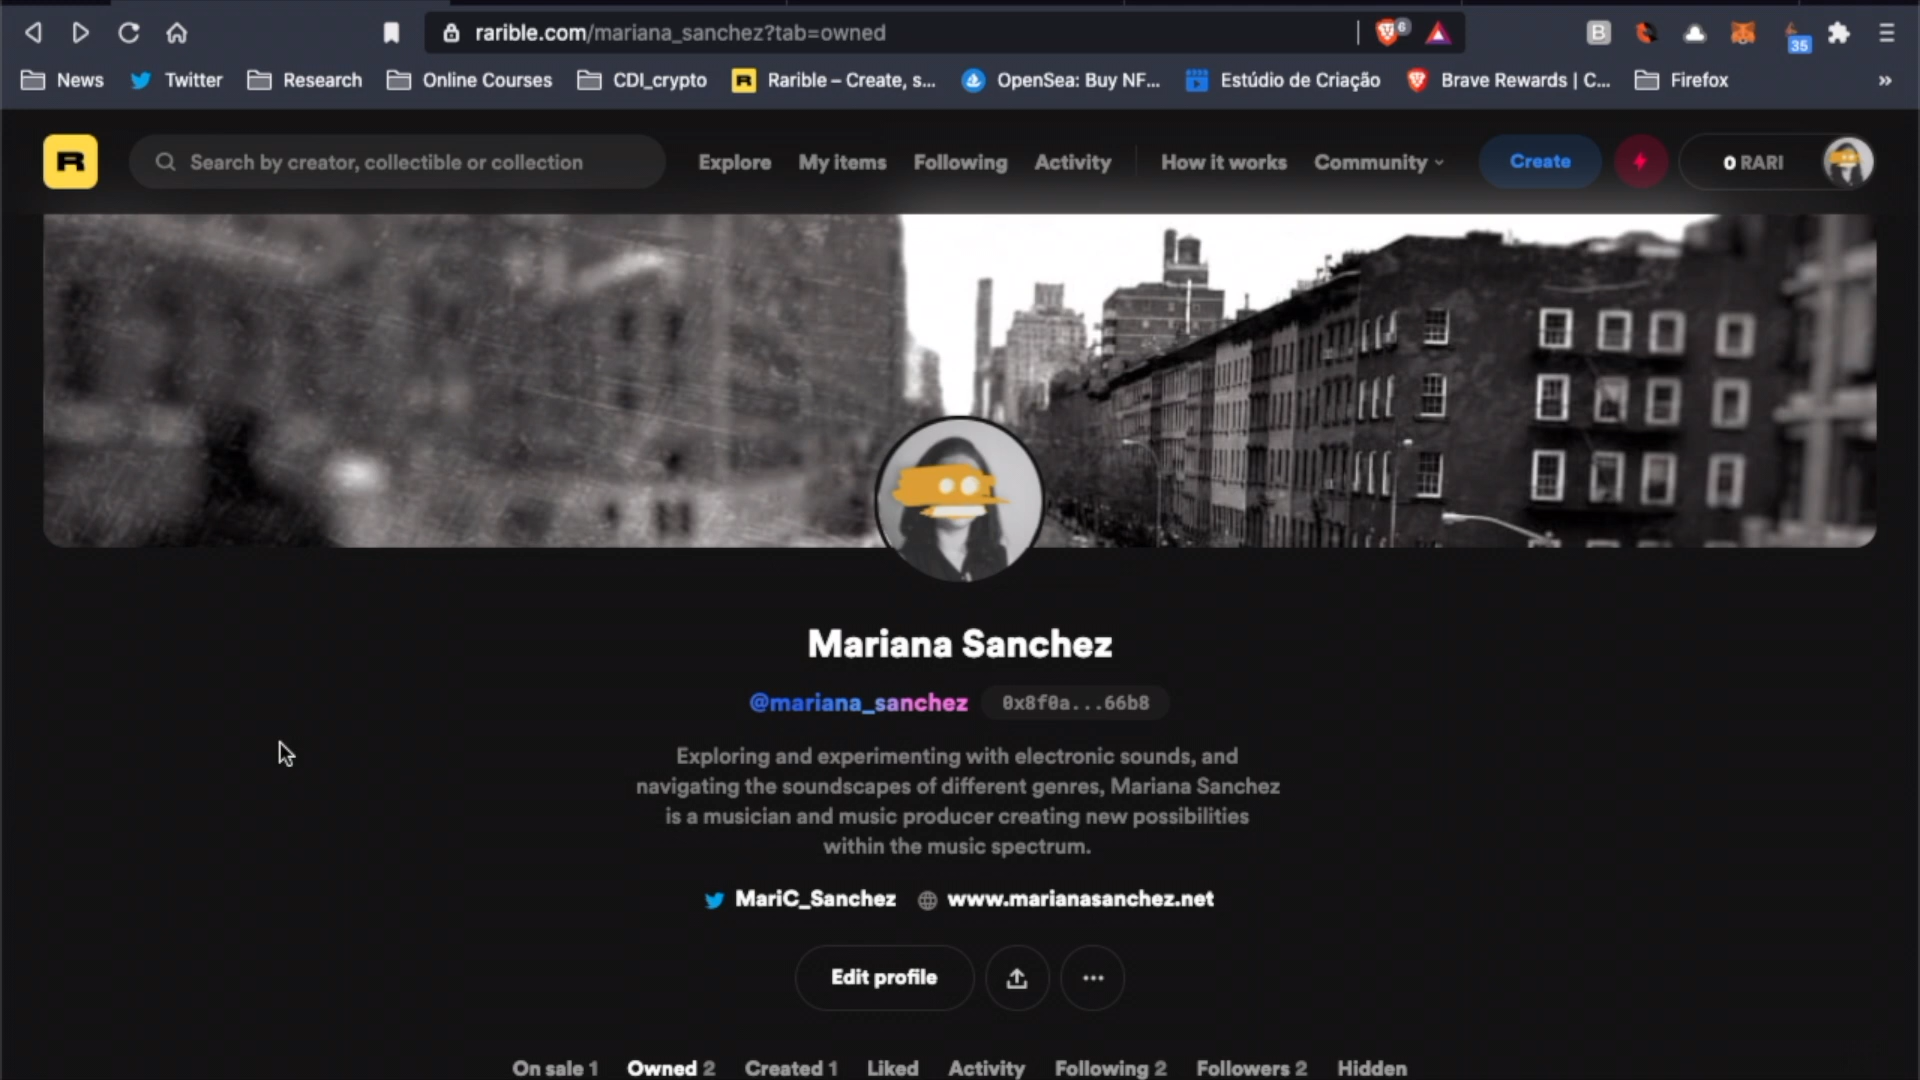 rarible.com/mariana_sanchez?tab=owned
6
B
35
News Twitter Research Online Courses CDI_crypto R Rarible – Create, s... OpenSea: Buy NF... Estúdio de Criação Brave Rewards | C... Firefox »
R Search by creator, collectible or collection Explore My items Following Activity How it works Community Create 0 RARI
Mariana Sanchez
@mariana_sanchez 0x8f0a...66b8
Exploring and experimenting with electronic sounds, and
navigating the soundscapes of different genres, Mariana Sanchez
is a musician and music producer creating new possibilities
within the music spectrum.
MariC_Sanchez www.marianasanchez.net
Edit profile
On sale 1 Owned 2 Created 1 Liked Activity Following 2 Followers 2 Hidden